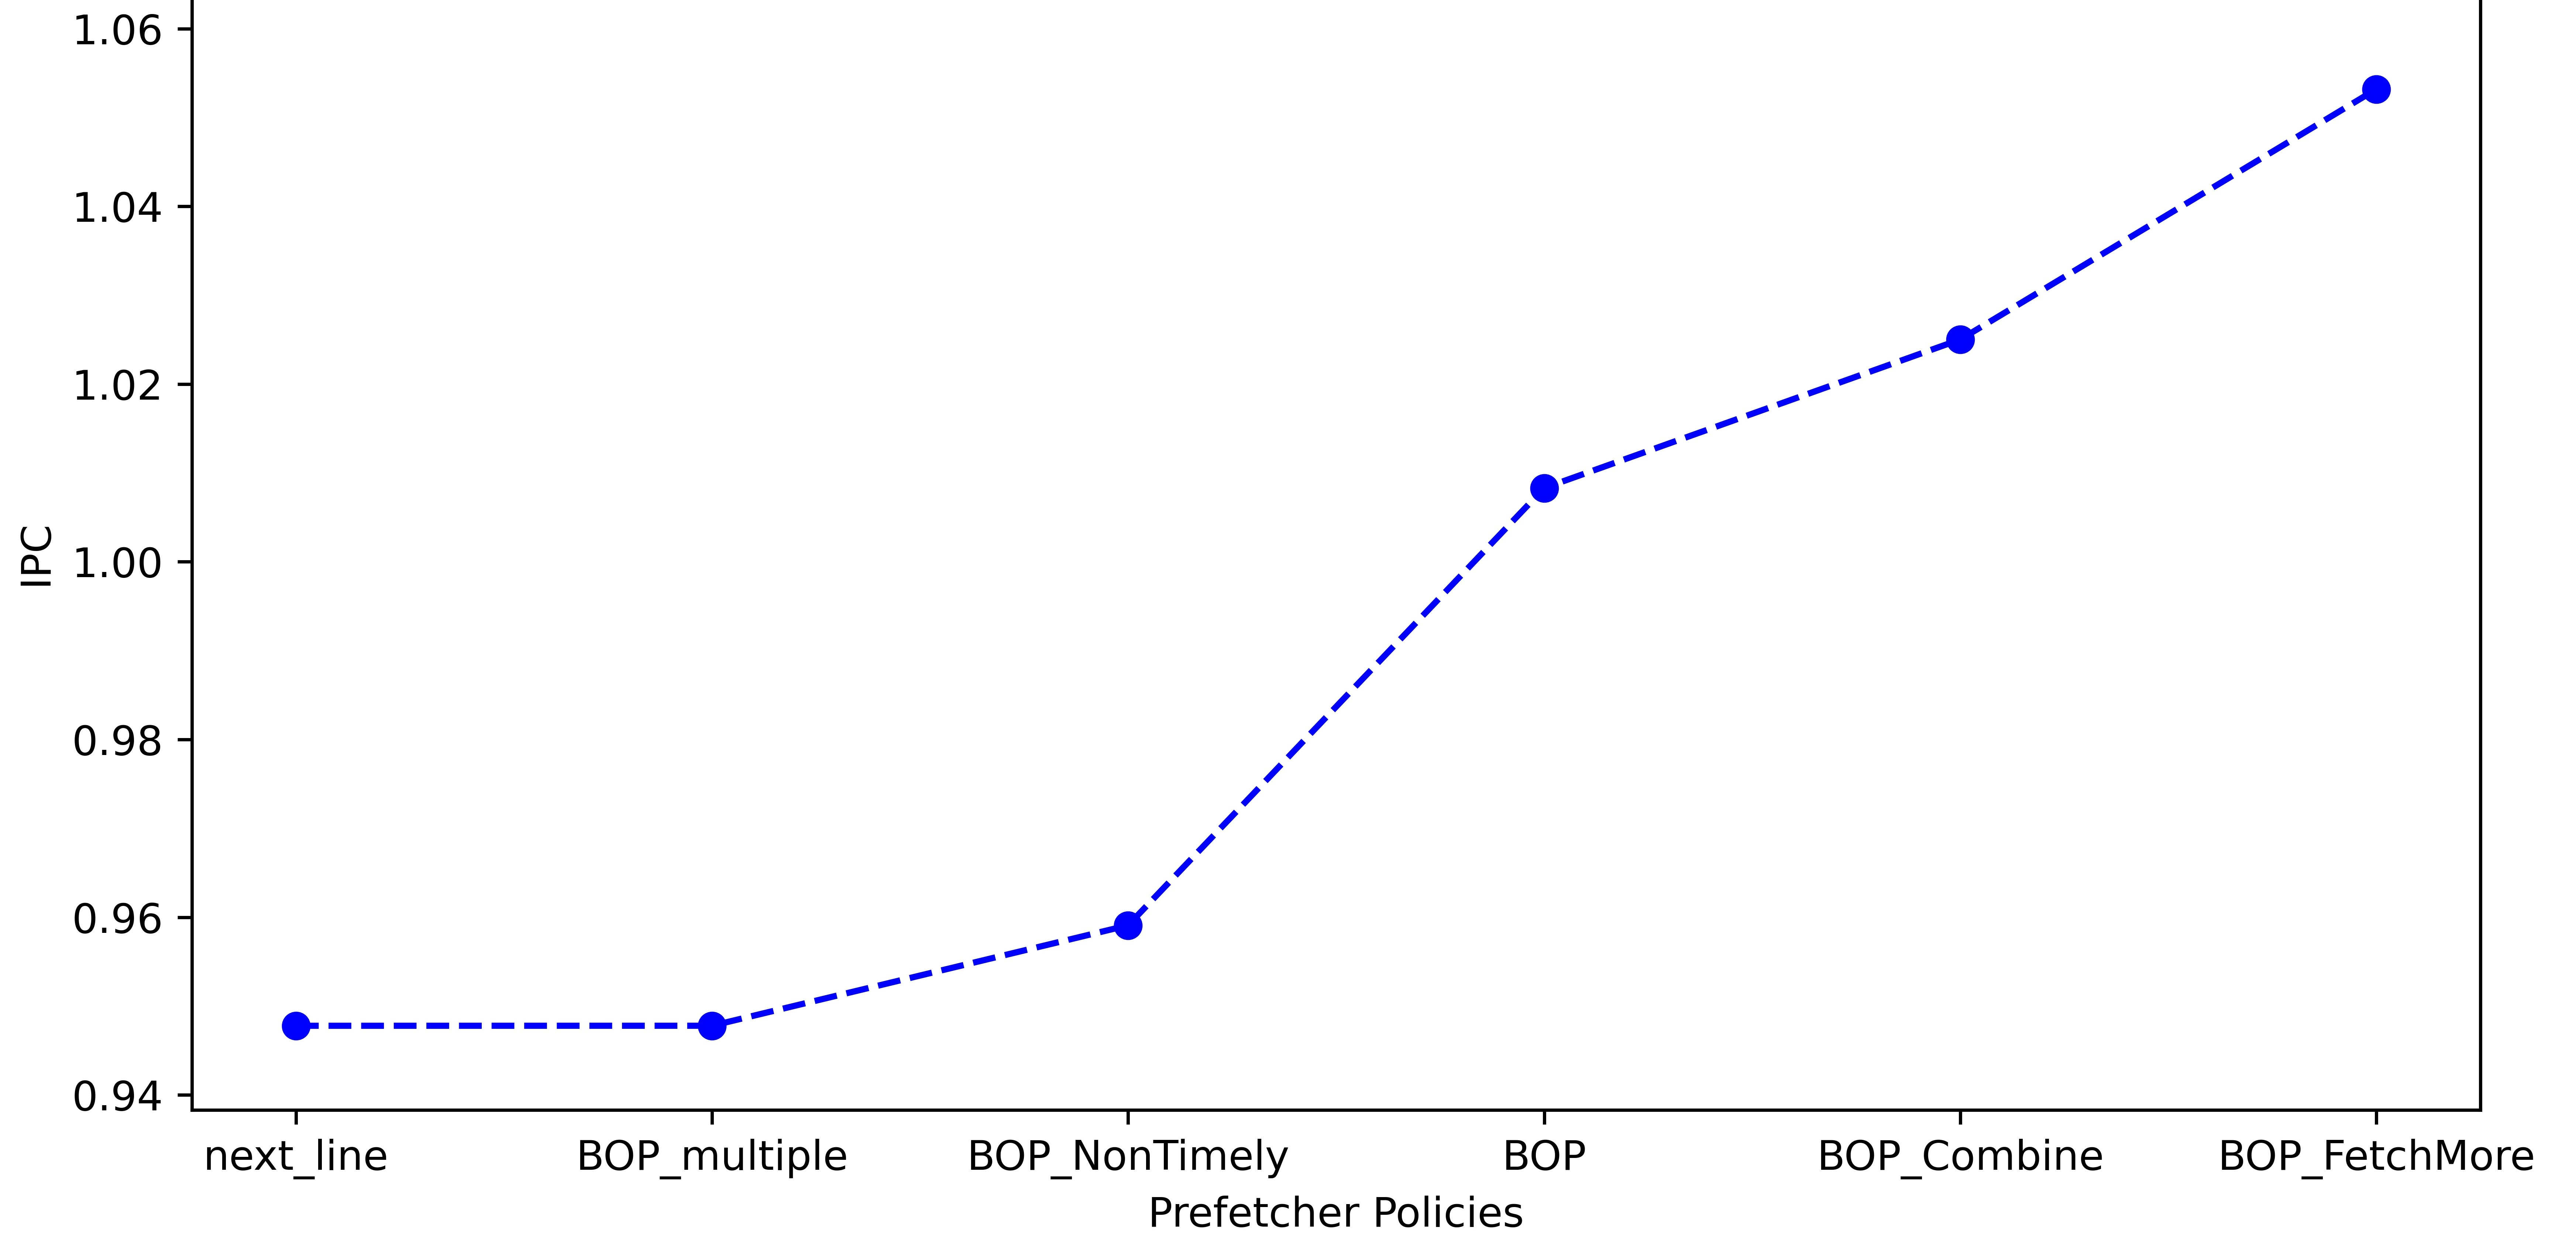 1.06
1.04
1.02
1.00
0.98
0.96
0.94
IPC
next_line BOP_multiple BOP_NonTimely BOP BOP_Combine BOP_FetchMore
Prefetcher Policies